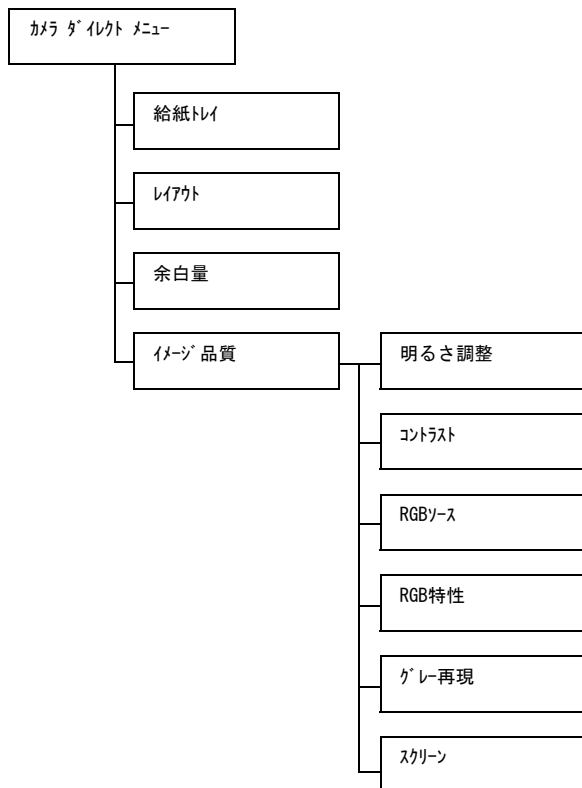 ｶﾒﾗ ﾀﾞｲﾚｸﾄ ﾒﾆｭｰ
給紙ﾄﾚｲ
ﾚｲｱｳﾄ
余白量
ｲﾒｰｼﾞ品質
明るさ調整
ｺﾝﾄﾗｽﾄ
RGBｿｰｽ
RGB特性
ｸﾞﾚｰ再現
ｽｸﾘｰﾝ